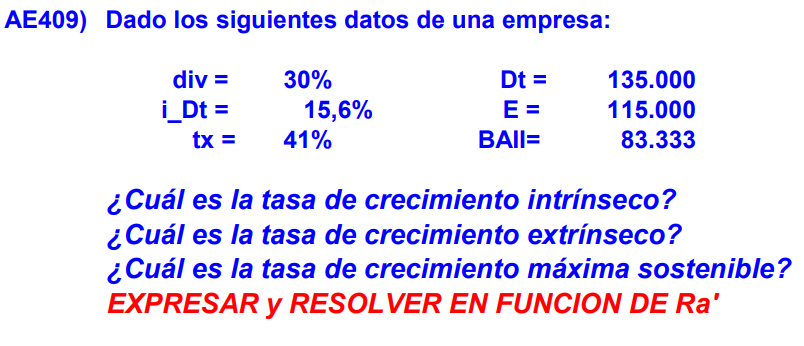 AE409) Dado los siguientes datos de una empresa:
div = 30% Dt = 135.000
i_Dt = 15,6% E = 115.000
tx = 41% BAII= 83.333
¿Cuál es la tasa de crecimiento intrínseco?
¿Cuál es la tasa de crecimiento extrínseco?
¿Cuál es la tasa de crecimiento máxima sostenible?
EXPRESAR y RESOLVER EN FUNCION DE Ra'